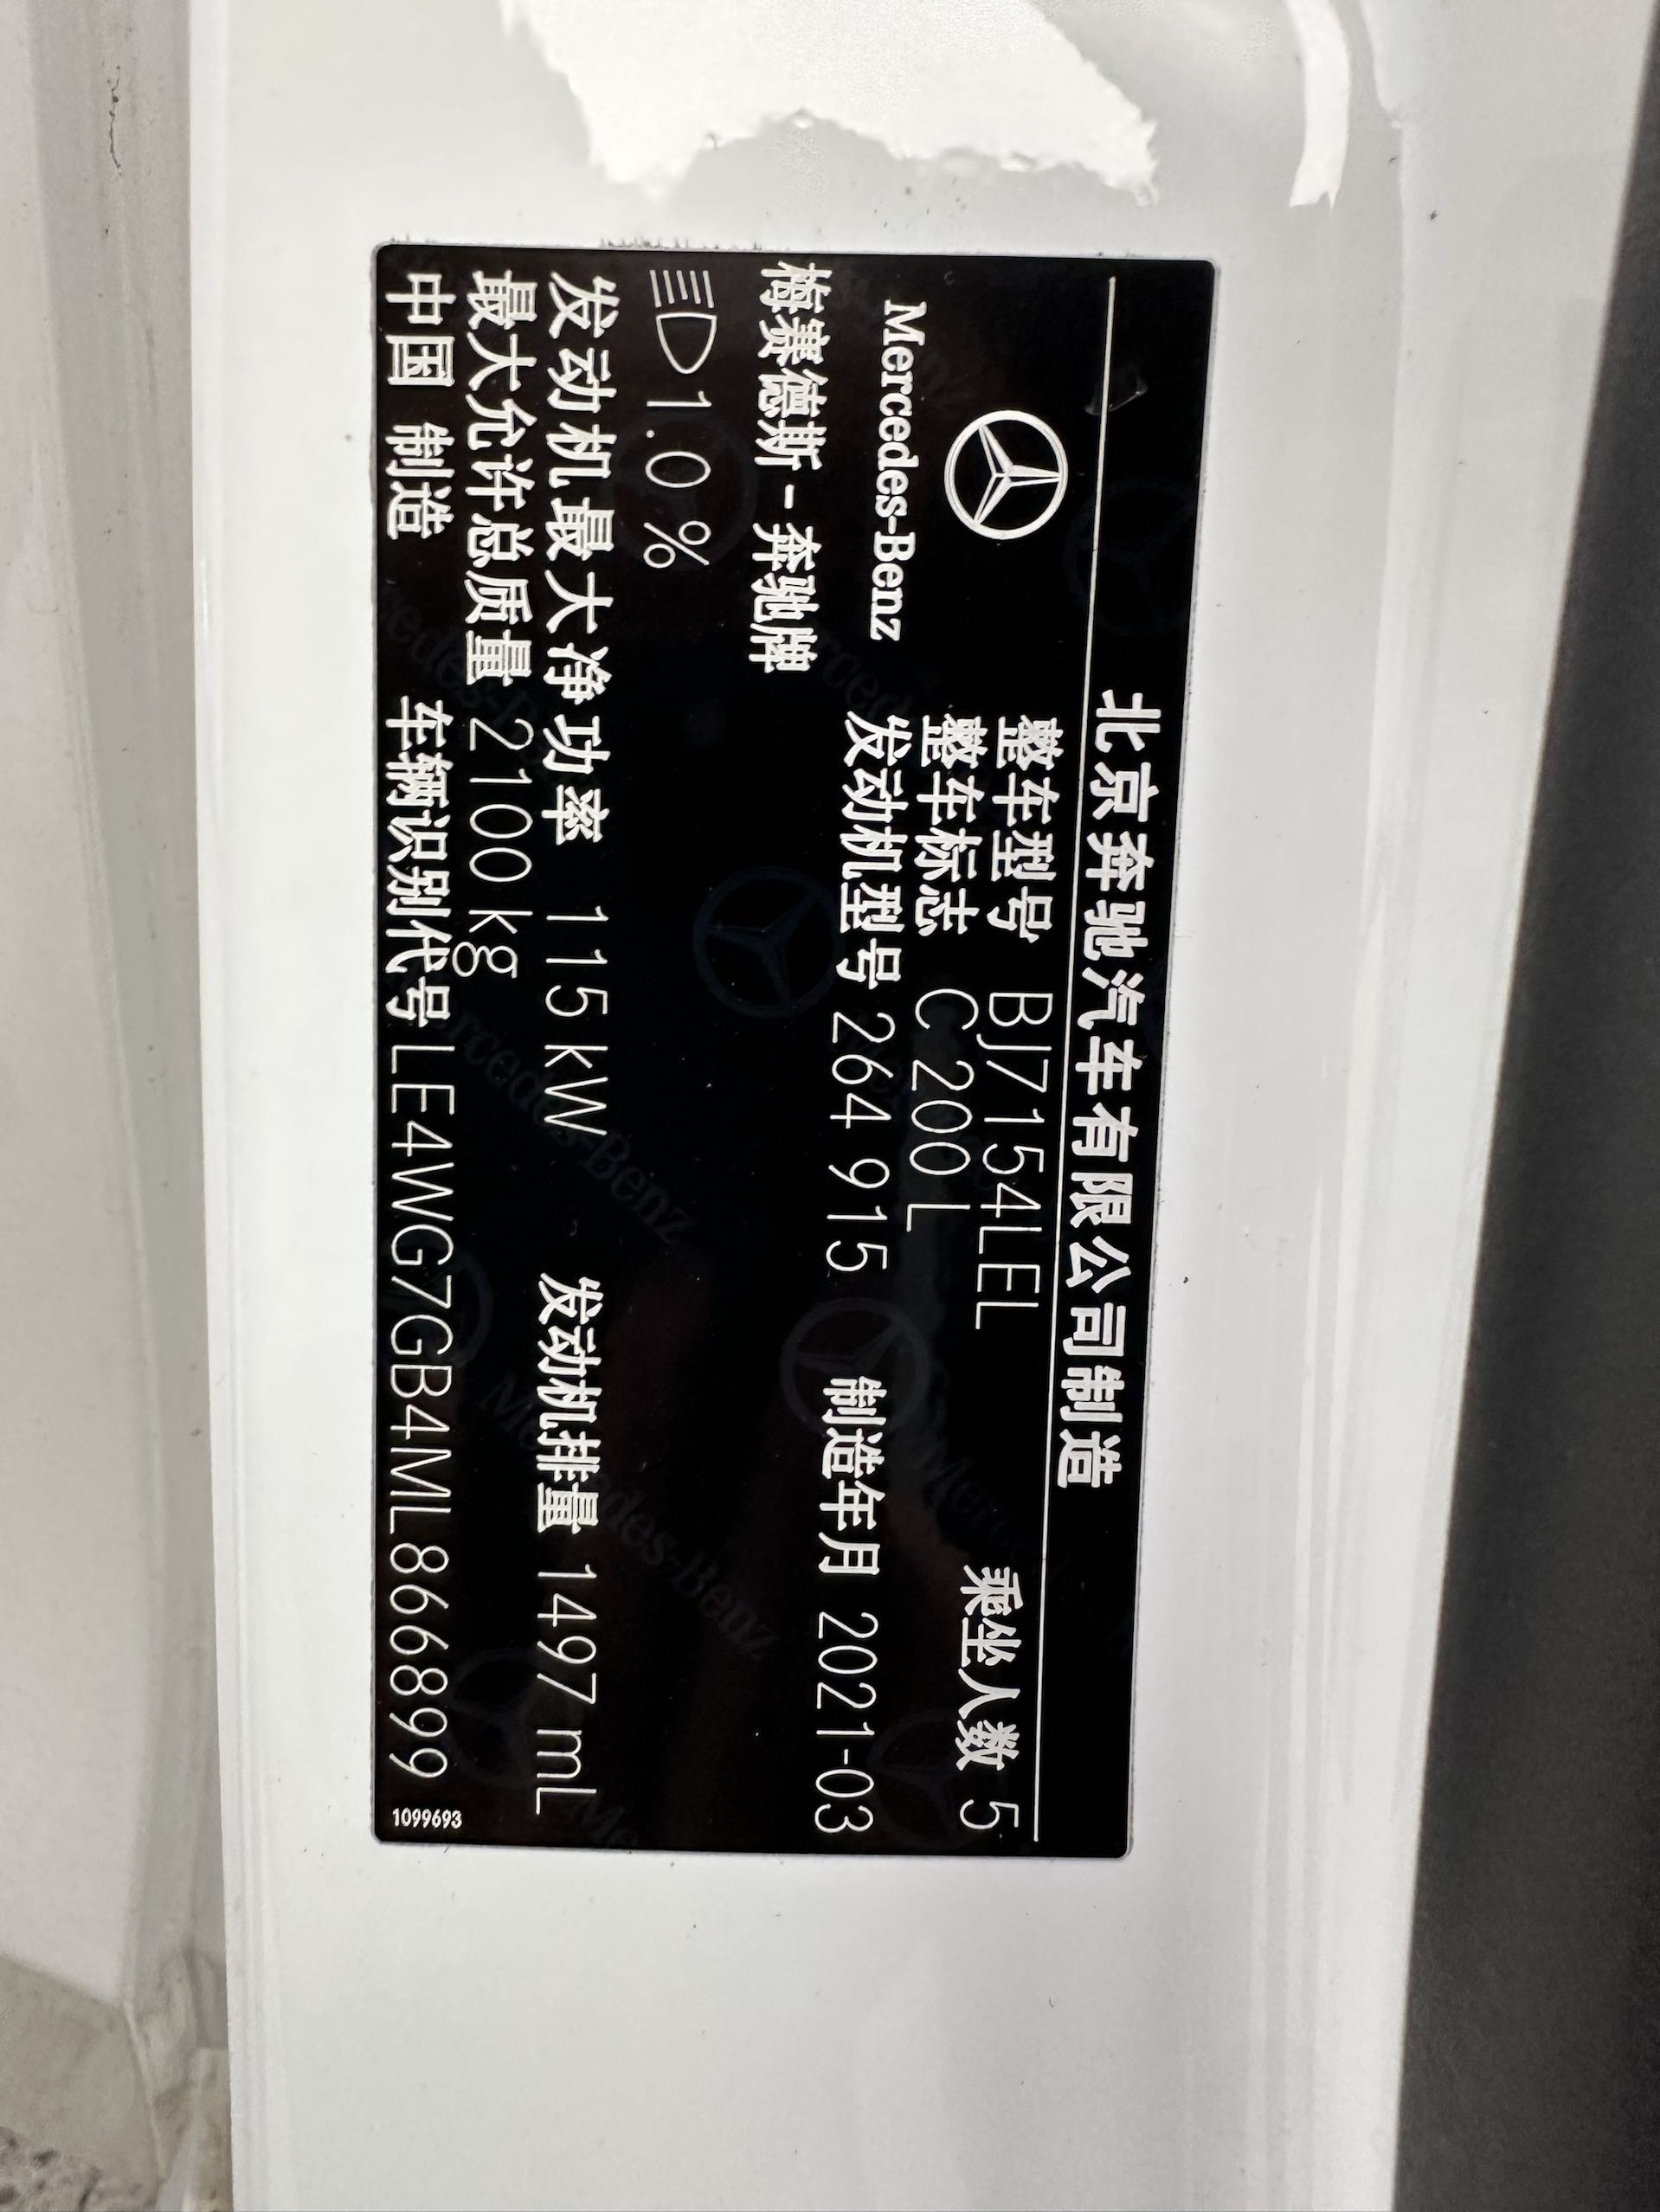 北京奔驰汽车有限公司制造
Mercedes-Benz
梅赛德斯-奔驰牌
整车型号 BJ7154LEL
整车标志 C 200 L
乘坐人数 5
发动机型号 264 915 制造年月 2021-03
1.0 %
发动机最大净功率 115 kW 发动机排量 1497 mL
最大允许总质量 2100 kg
中国 制造 车辆识别代号 LE4WG7GB4ML866899
1099693